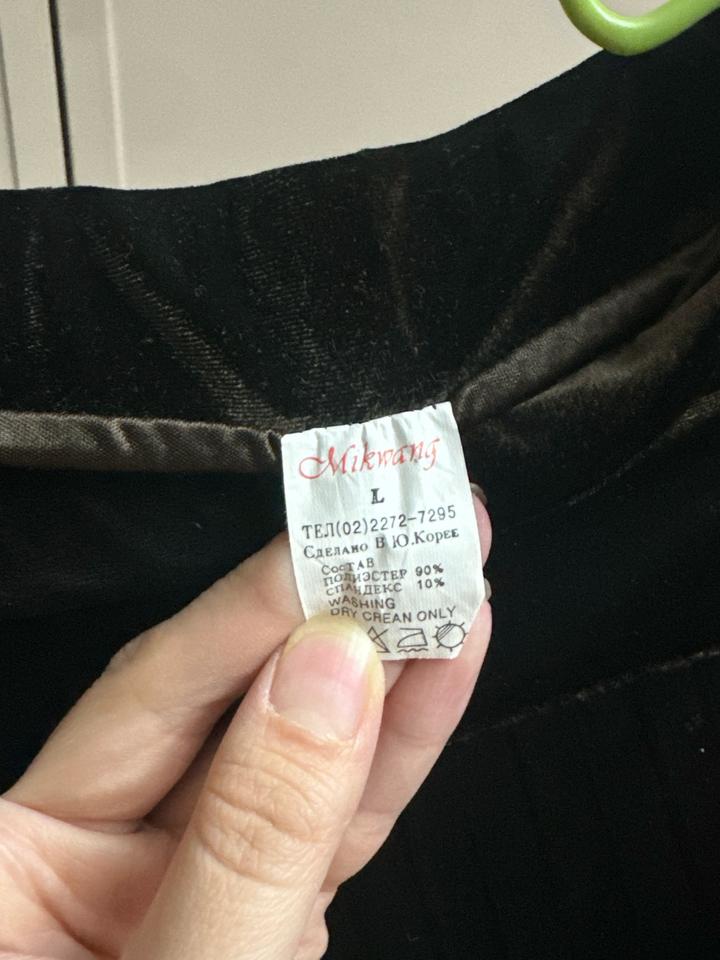 Mikwang
L
ТЕЛ(02)2272-7295
Сделано В Ю.Корее
СосТАВ
ПОЛИЭСТЕР 90%
СПАНДЕКС 10%
WASHING
DRY CREAN ONLY